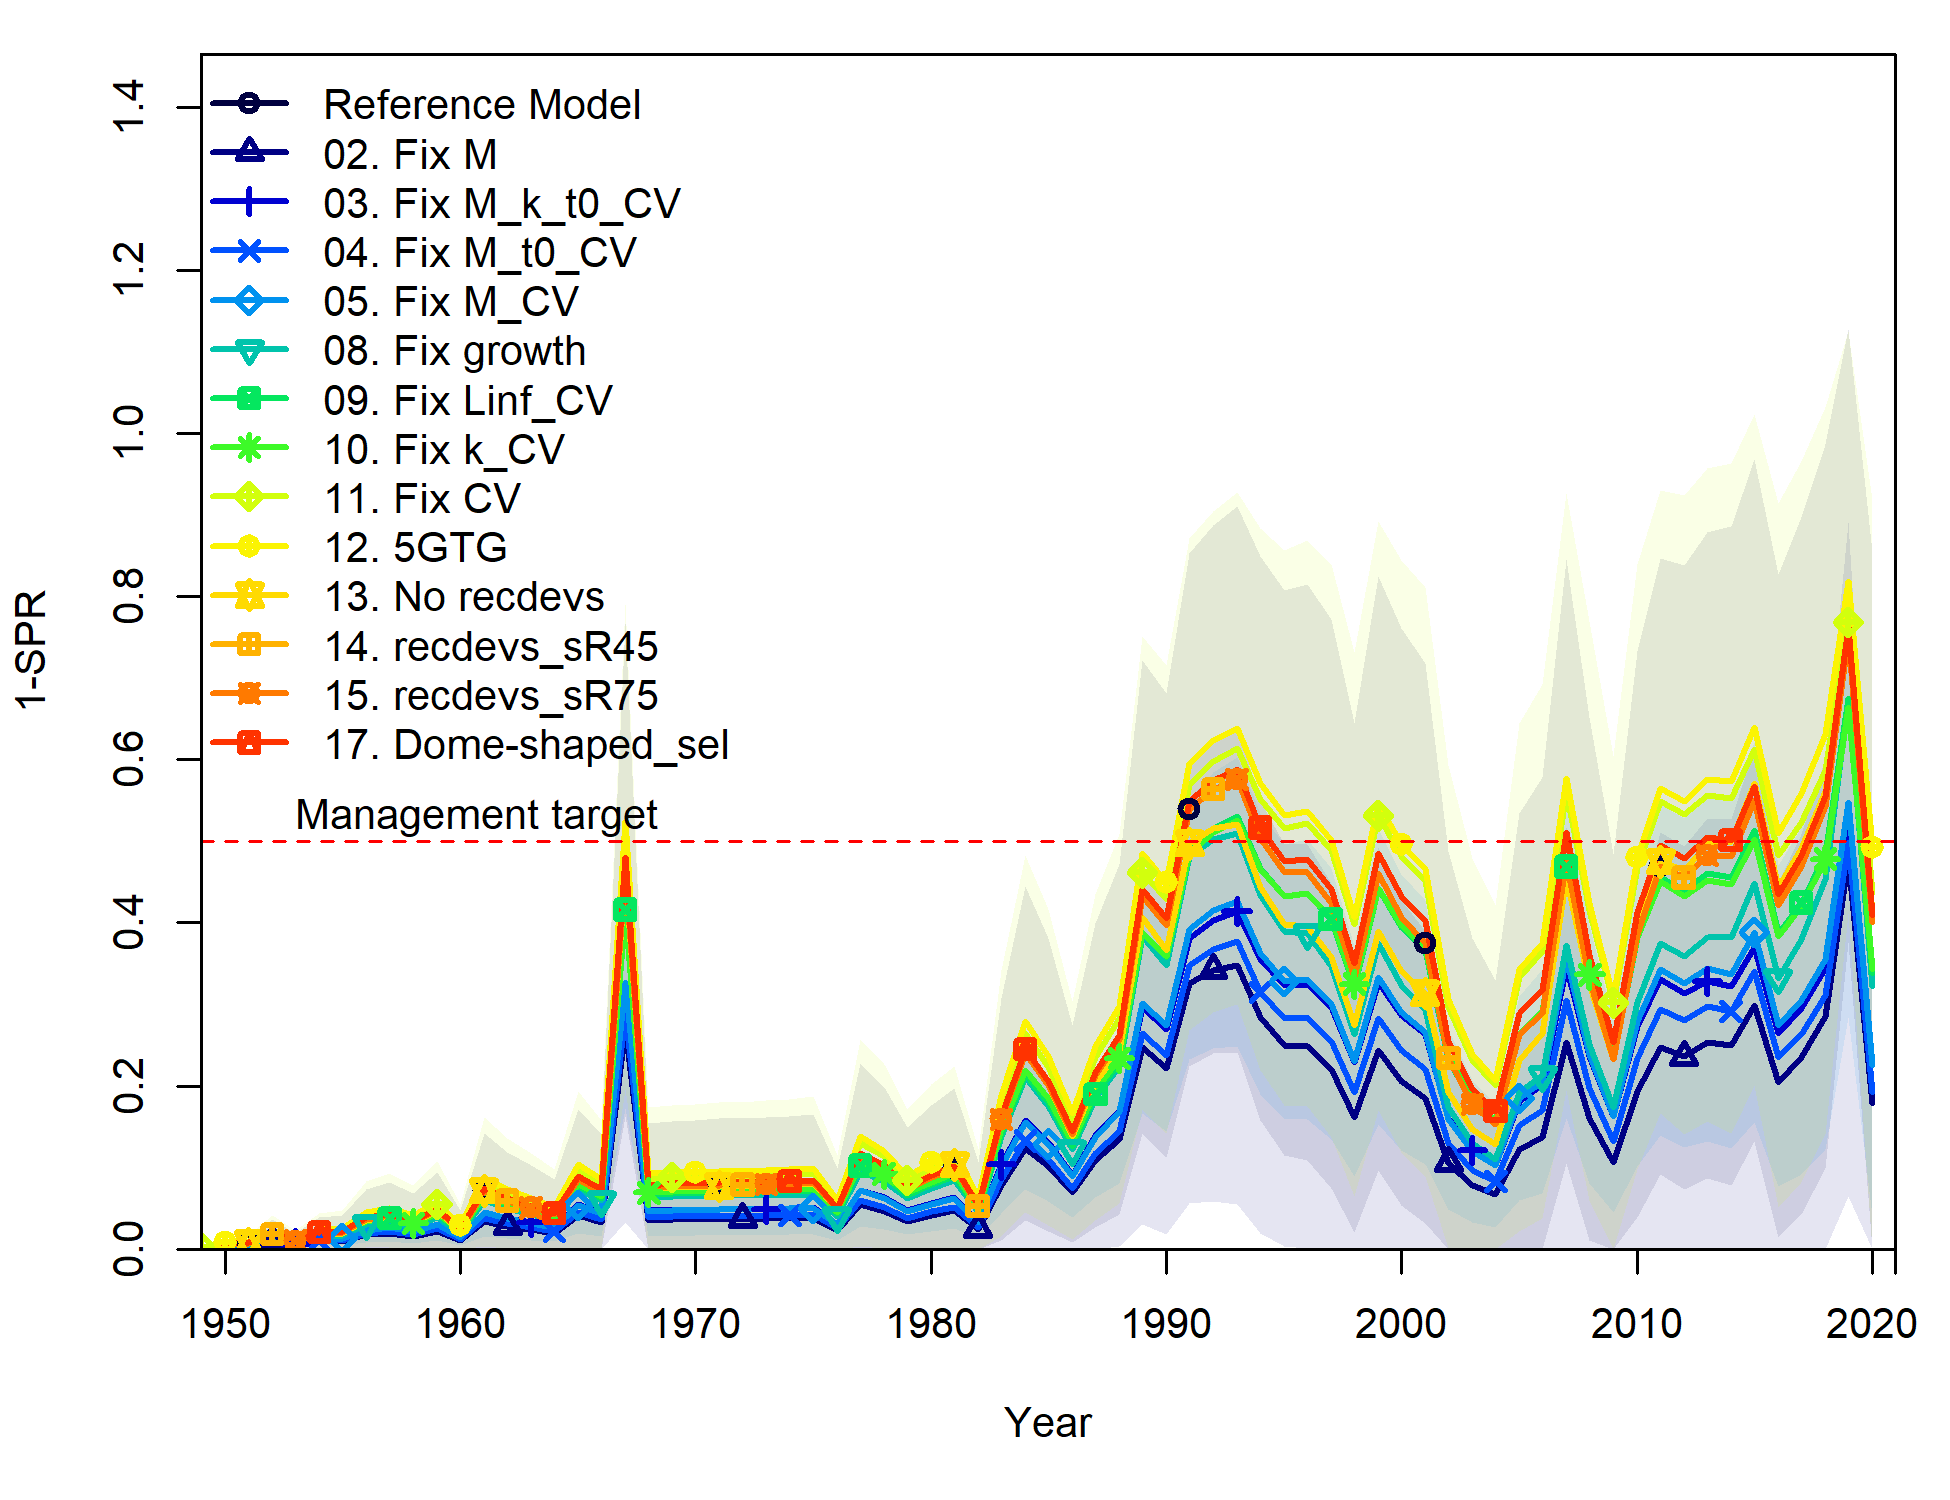 Reference Model
02. Fix M
03. Fix M_k_t0_CV
04. Fix M_t0_CV
05. Fix M_CV
08. Fix growth
09. Fix Linf_CV
10. Fix k_CV
11. Fix CV
12. 5GTG
13. No recdevs
14. recdevs_sR45
15. recdevs_sR75
17. Dome-shaped_sel
Management target
1-SPR
1.4
1.2
1.0
0.8
0.6
0.4
0.2
0.0
1950 1960 1970 1980 1990 2000 2010 2020
Year